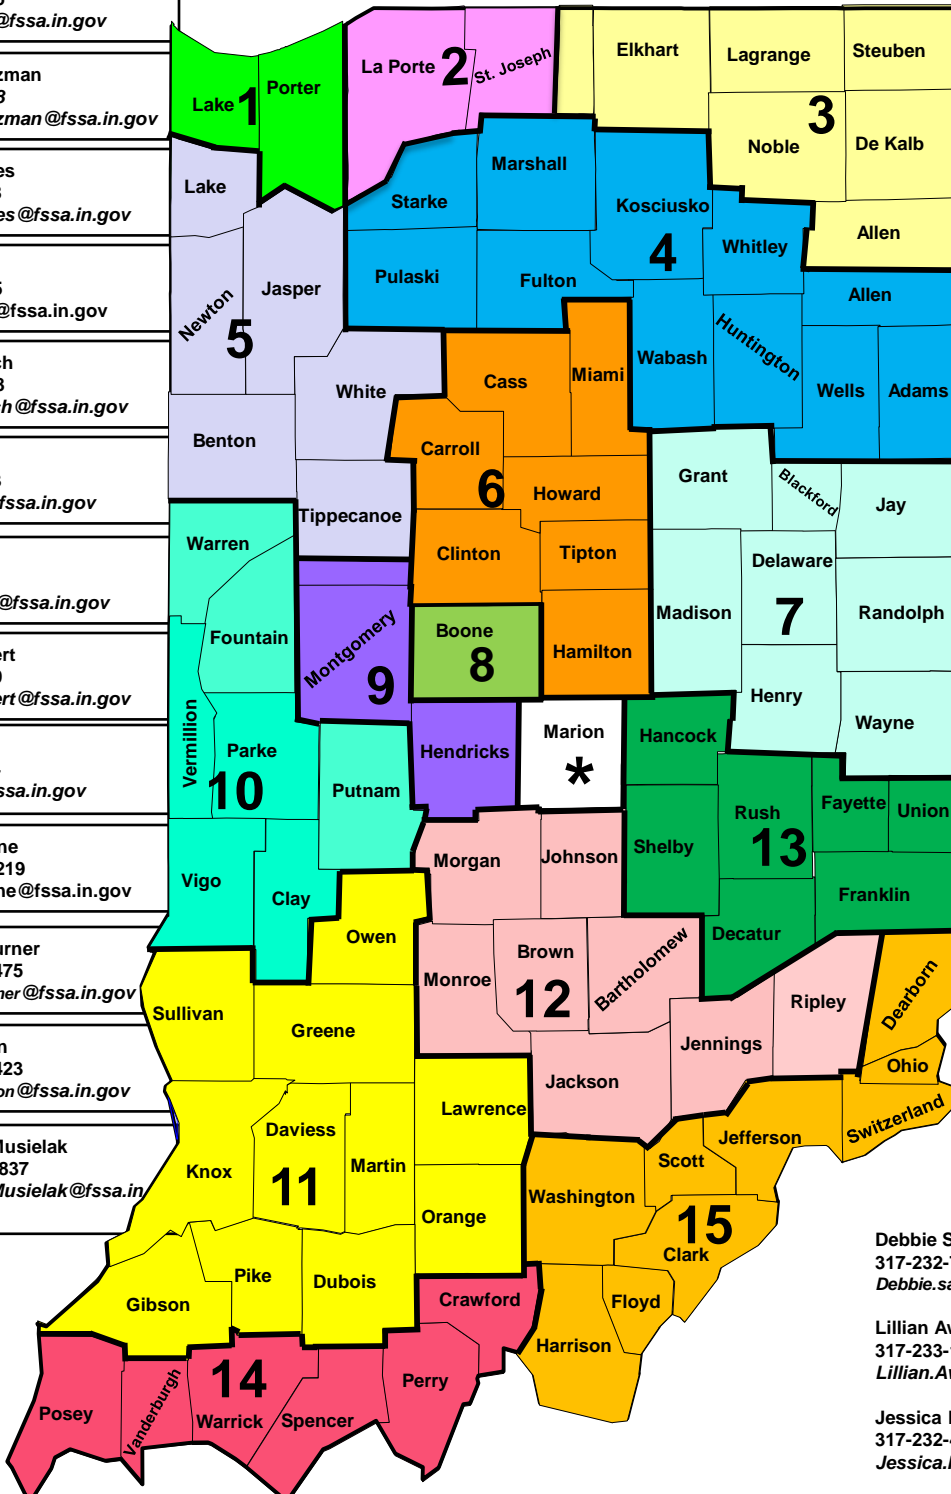 @fssa.in.gov
zman
zman@fssa.in.gov
es
es@fssa.in.gov
@fssa.in.gov
ch
h@fssa.in.gov
fssa.in.gov
@fssa.in.gov
ert
ert@fssa.in.gov
ssa.in.gov
ne
219
ne@fssa.in.gov
urner
475
ner@fssa.in.gov
n
423
on@fssa.in.gov
Musielak
837
Musielak@fssa.in
Lake
1
Porter
La Porte
2
St. Joseph
Elkhart
Lagrange
Steuben
3
Noble
De Kalb
Allen
Lake
Starke
Marshall
Kosciusko
4
Whitley
Allen
Pulaski
Fulton
Newton
Jasper
5
Wabash
Huntington
Wells
Adams
White
Cass
Miami
Benton
Carroll
6
Howard
Tippecanoe
Clinton
Tipton
Grant
Blackford
Jay
Delaware
Madison
7
Randolph
Henry
Wayne
Warren
Fountain
Montgomery
9
Boone
8
Hamilton
Vermillion
Parke
10
Putnam
Hendricks
Marion
*
Hancock
Rush
13
Fayette
Union
Shelby
Franklin
Decatur
Vigo
Clay
Owen
Morgan
Johnson
Monroe
Brown
12
Bartholomew
Ripley
Jennings
Jackson
Dearborn
Ohio
Switzerland
Sullivan
Greene
Lawrence
Knox
Daviess
Martin
11
Orange
Washington
Scott
Jefferson
15
Clark
Gibson
Pike
Dubois
Crawford
Floyd
Harrison
Posey
Vanderburgh
14
Warrick
Spencer
Perry
Debbie S
317-232-
Debbie.sa
Lillian Av
317-233-
Lillian.Av
Jessica
317-232-
Jessica.